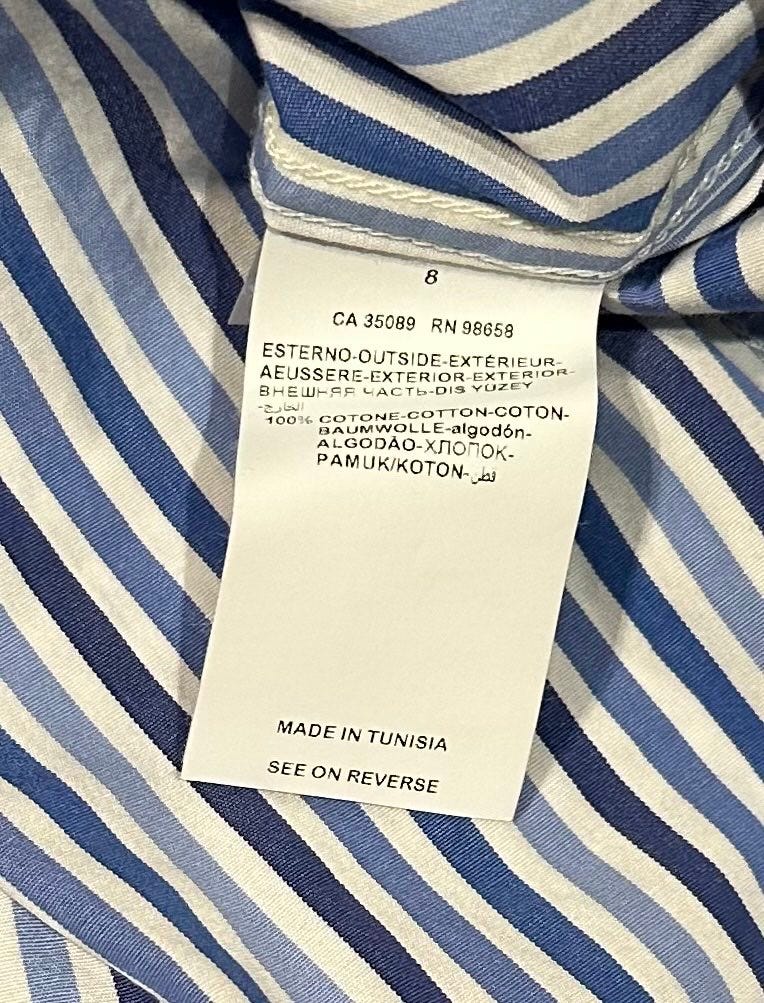 8
CA 35089 RN 98658
ESTERNO-OUTSIDE-EXTÉRIEUR-
AEUSSERE-EXTERIOR-EXTERIOR-
ВНЕШНЯЯ ЧАСТЬ-DIS YUZEY
-الخارج
100% COTONE-COTTON-COTON-
BAUMWOLLE-algodón-
ALGODÃO-ХЛОПОК-
PAMUK/KOTON-قطن
MADE IN TUNISIA
SEE ON REVERSE